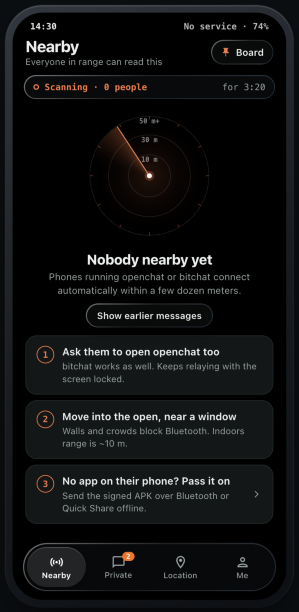 14:30
No service · 74%
Nearby
Everyone in range can read this
Board
Scanning · 0 people
for 3:20
50 m+
30 m
10 m
Nobody nearby yet
Phones running openchat or bitchat connect
automatically within a few dozen meters.
Show earlier messages
1
Ask them to open openchat too
bitchat works as well. Keeps relaying with the
screen locked.
2
Move into the open, near a window
Walls and crowds block Bluetooth. Indoors
range is ~10 m.
3
No app on their phone? Pass it on
Send the signed APK over Bluetooth or
Quick Share offline.
2
Nearby
Private
Location
Me